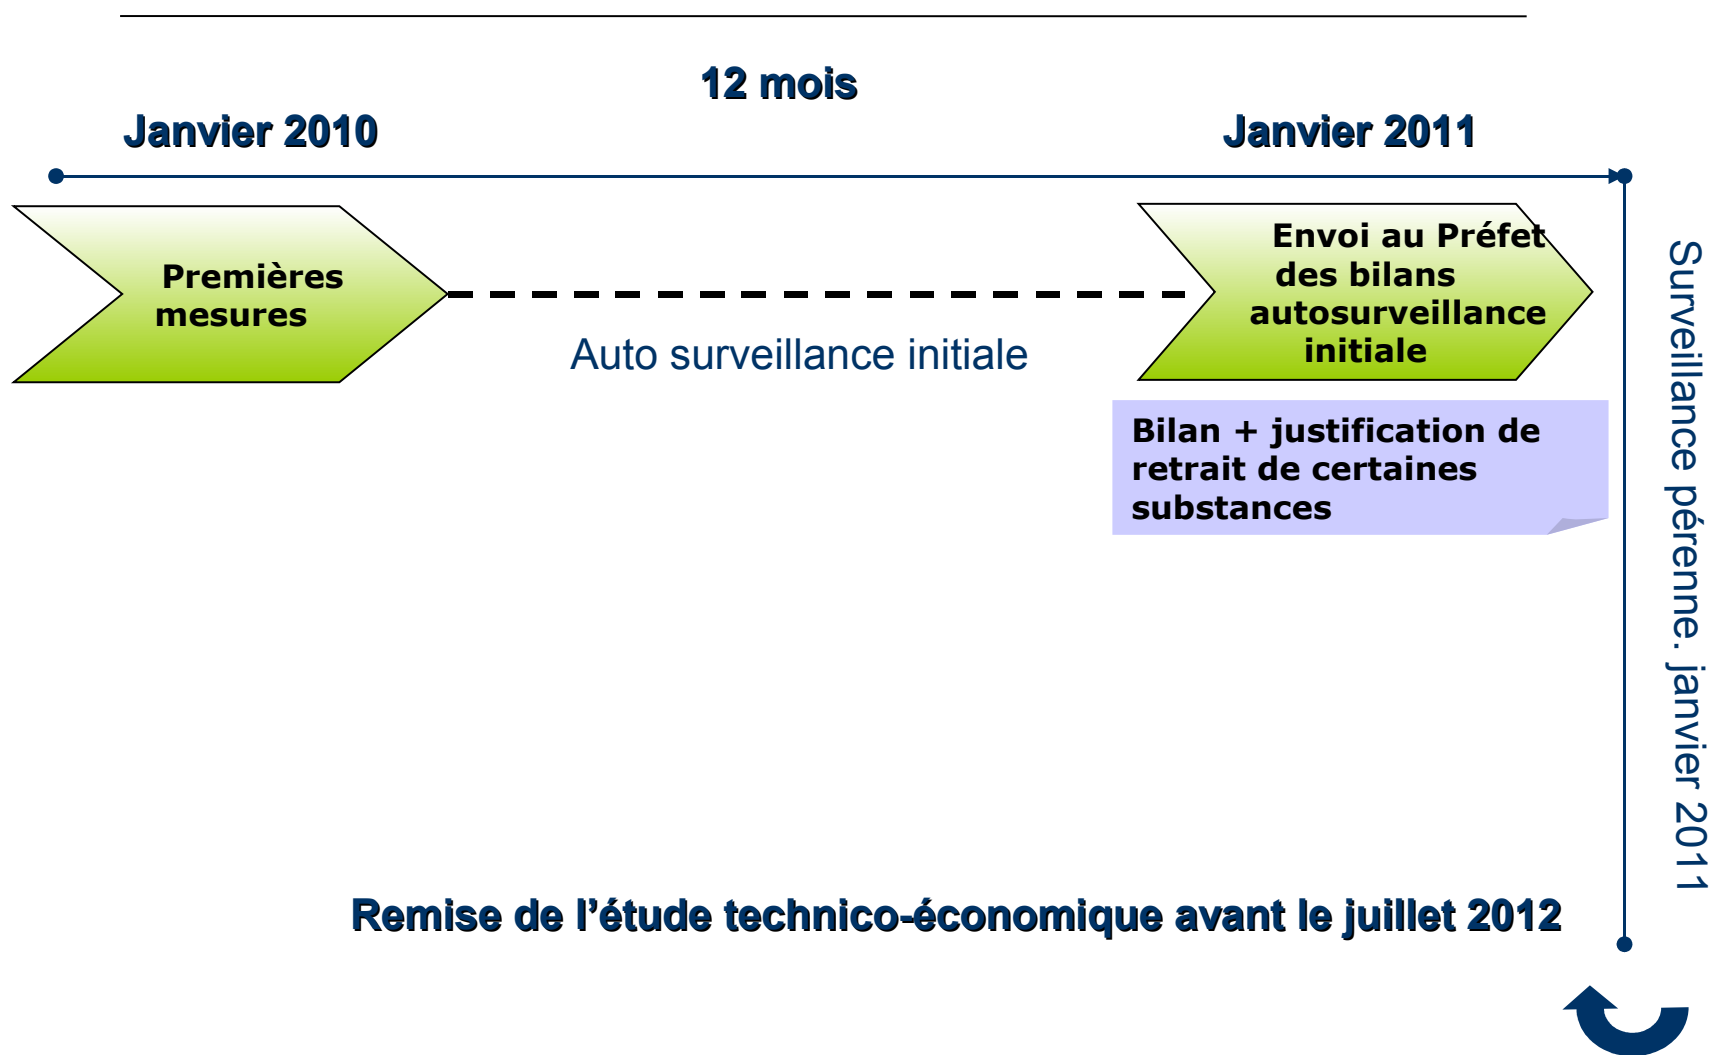 12 mois
Janvier 2010
Janvier 2011
Premières
mesures
Auto surveillance initiale
Envoi au Préfet
des bilans
autosurveillance
initiale
Bilan + justification de
retrait de certaines
substances
Surveillance pérenne. janvier 2011
Remise de l’étude technico-économique avant le juillet 2012